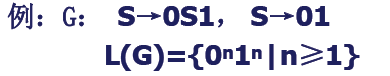 例：G： S→0S1， S→01
L(G)={0ⁿ1ⁿ|n≥1}